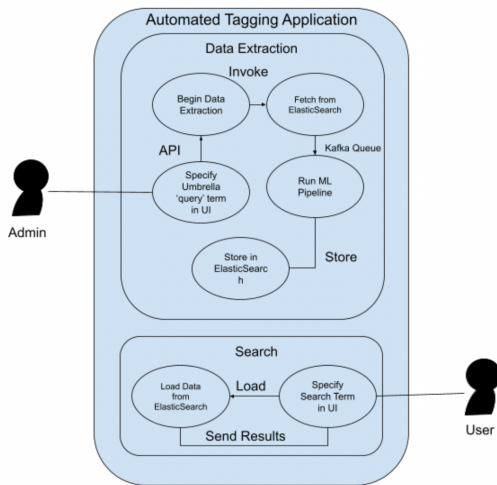 Automated Tagging Application
Data Extraction
Invoke
Begin Data
Extraction
Fetch from
ElasticSearch
API
Kafka Queue
Specify
Umbrella
'query' term
in UI
Run ML
Pipeline
Admin
Store in
ElasticSearc
h
Store
Search
Load Data
from
ElasticSearch
Load
Specify
Search Term
in UI
Send Results
User